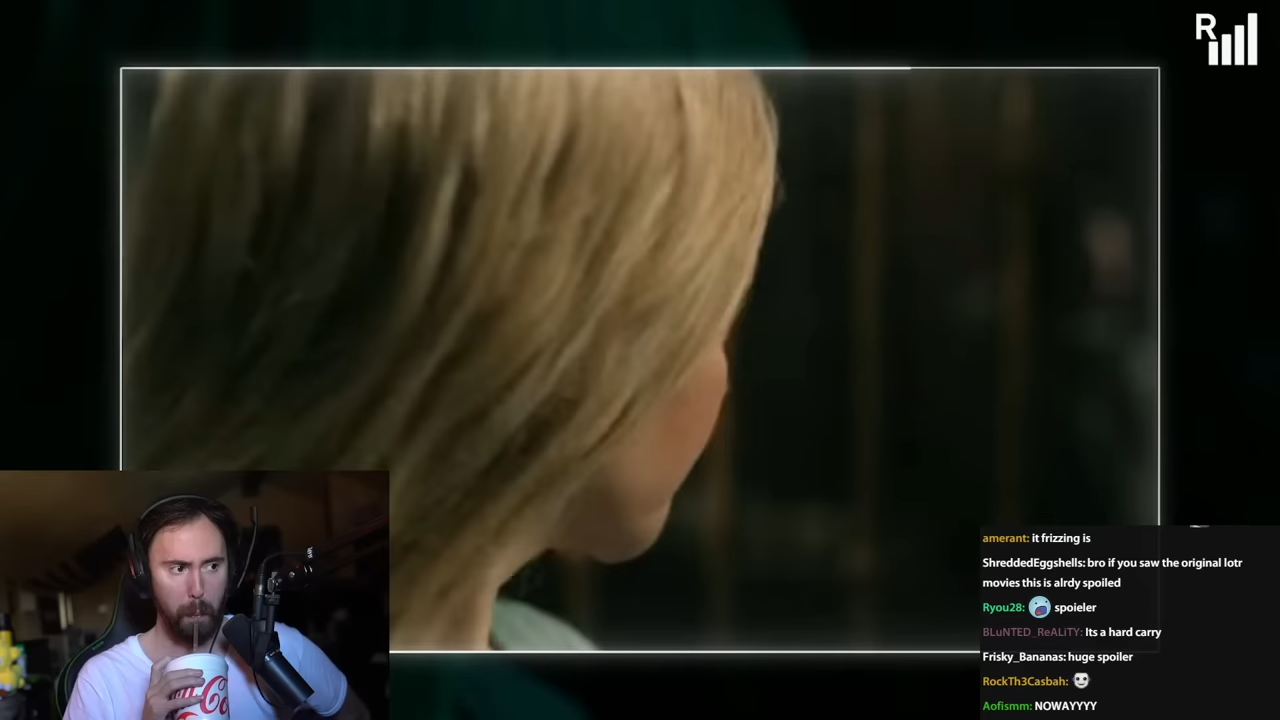 R
amerant: it frizzing is
ShreddedEggshells: bro if you saw the original lotr
movies this is alrdy spoiled
Ryou28: spoieler
BLuNTED_ReALiTY: Its a hard carry
Frisky_Bananas: huge spoiler
RockTh3Casbah:
Aofismm: NOWAYYYY